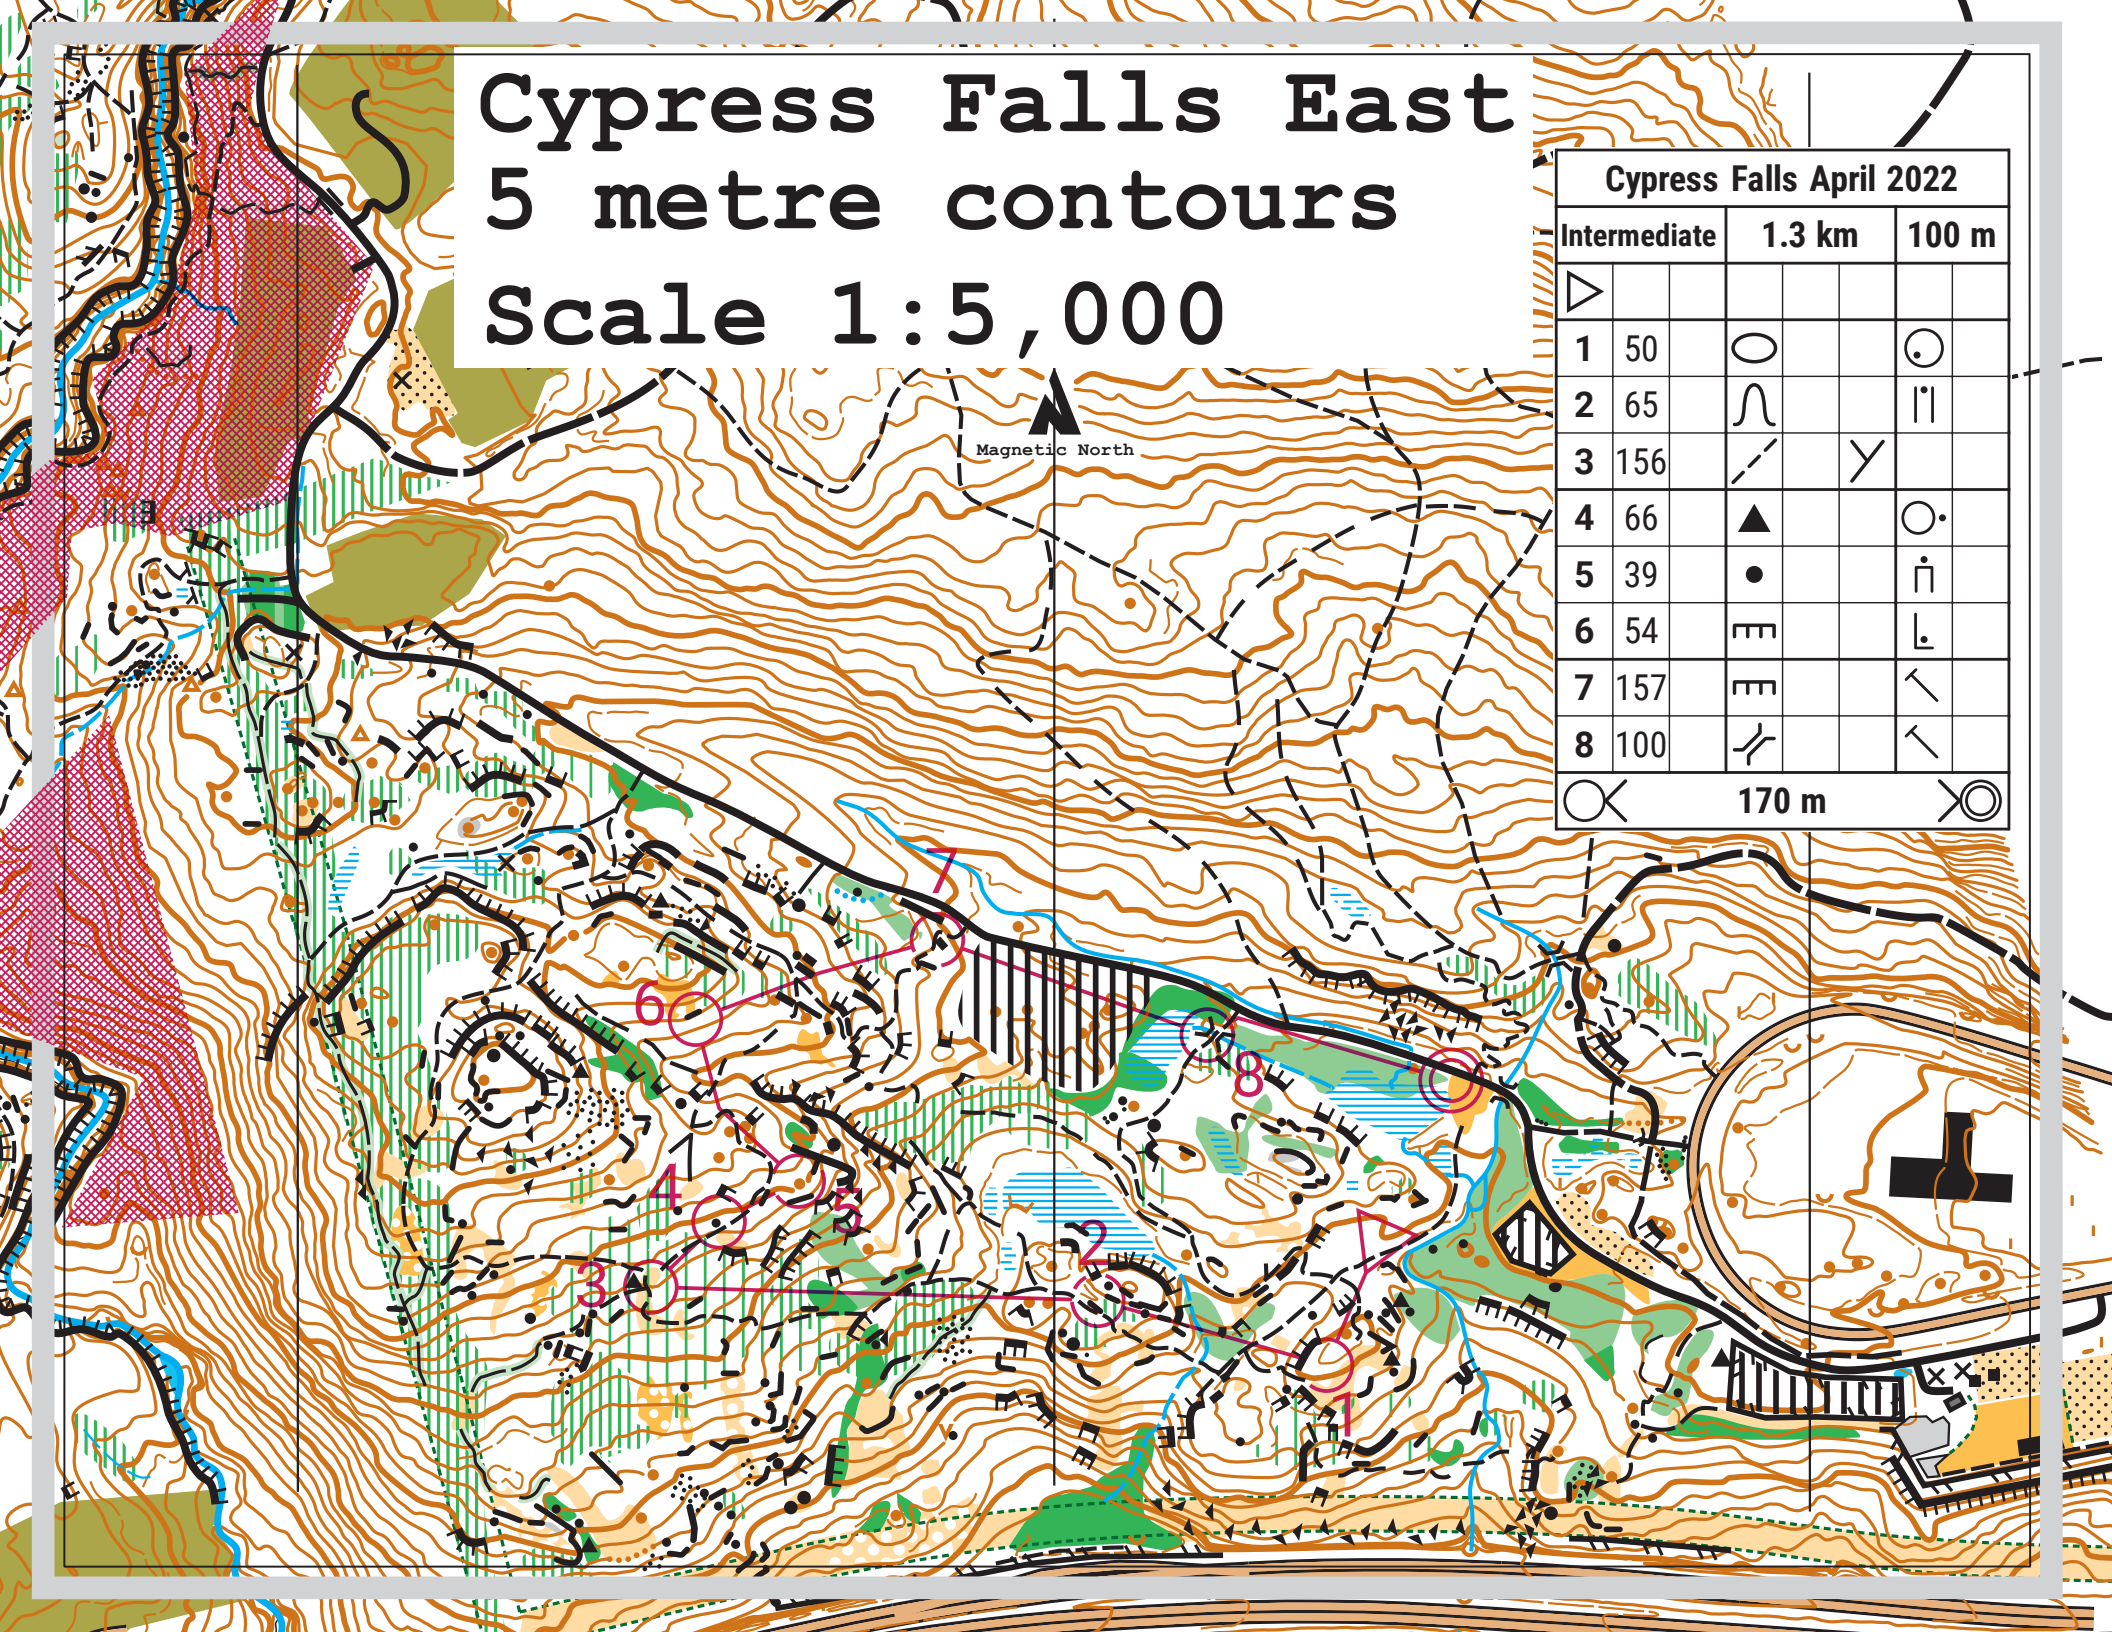 Cypress Falls East
5 metre contours
Scale 1:5,000
Magnetic North
Cypress Falls April 2022
Intermediate 1.3 km 100 m
1 50
2 65
3 156
4 66
5 39
6 54
7 157
8 100
170 m
7
6
8
4
5
2
3
1